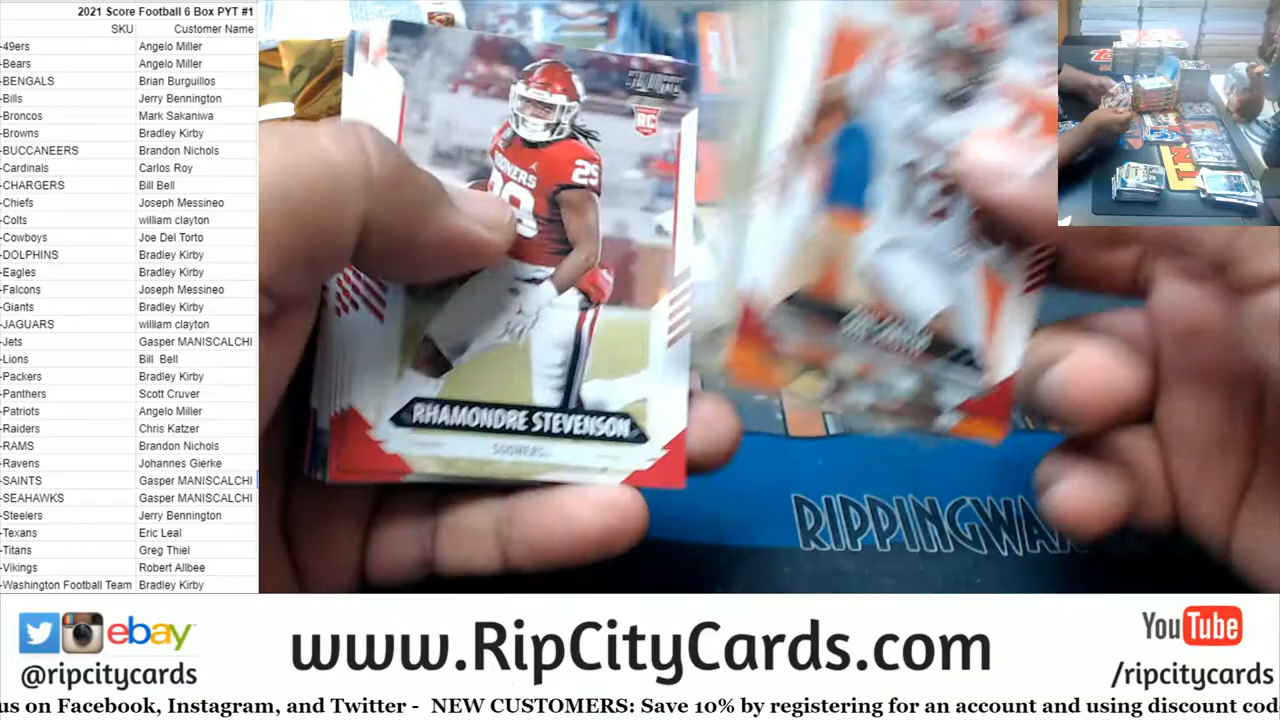 2021 Score Football 6 Box PYT #1
SKU Customer Name
-49ers Angelo Miller
-Bears Angelo Miller
-BENGALS Brian Burguillos
-Bills Jerry Bennington
-Broncos Mark Sakaniwa
-Browns Bradley Kirby
-BUCCANEERS Brandon Nichols
-Cardinals Carlos Roy
-CHARGERS Bill Bell
-Chiefs Joseph Messineo
-Colts william clayton
-Cowboys Joe Del Torto
-DOLPHINS Bradley Kirby
-Eagles Bradley Kirby
-Falcons Joseph Messineo
-Giants Bradley Kirby
-JAGUARS william clayton
-Jets Gasper MANISCALCHI
-Lions Bill Bell
-Packers Bradley Kirby
-Panthers Scott Cruver
-Patriots Angelo Miller
-Raiders Chris Katzer
-RAMS Brandon Nichols
-Ravens Johannes Gierke
-SAINTS Gasper MANISCALCHI
-SEAHAWKS Gasper MANISCALCHI
-Steelers Jerry Bennington
-Texans Eric Leal
-Titans Greg Thiel
-Vikings Robert Allbee
-Washington Football Team Bradley Kirby
SCORE
RC
29
RHAMONDRE STEVENSON
SOONERS
RIPPINGWAX
ebay
@ripcitycards
www.RipCityCards.com
YouTube
/ripcitycards
us on Facebook, Instagram, and Twitter - NEW CUSTOMERS: Save 10% by registering for an account and using discount cod